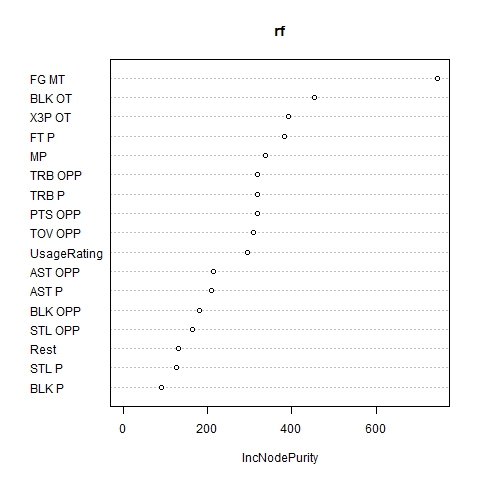 rf
FG MT
BLK OT
X3P OT
FT P
MP
TRB OPP
TRB P
PTS OPP
TOV OPP
UsageRating
AST OPP
AST P
BLK OPP
STL OPP
Rest
STL P
BLK P
0 200 400 600
IncNodePurity